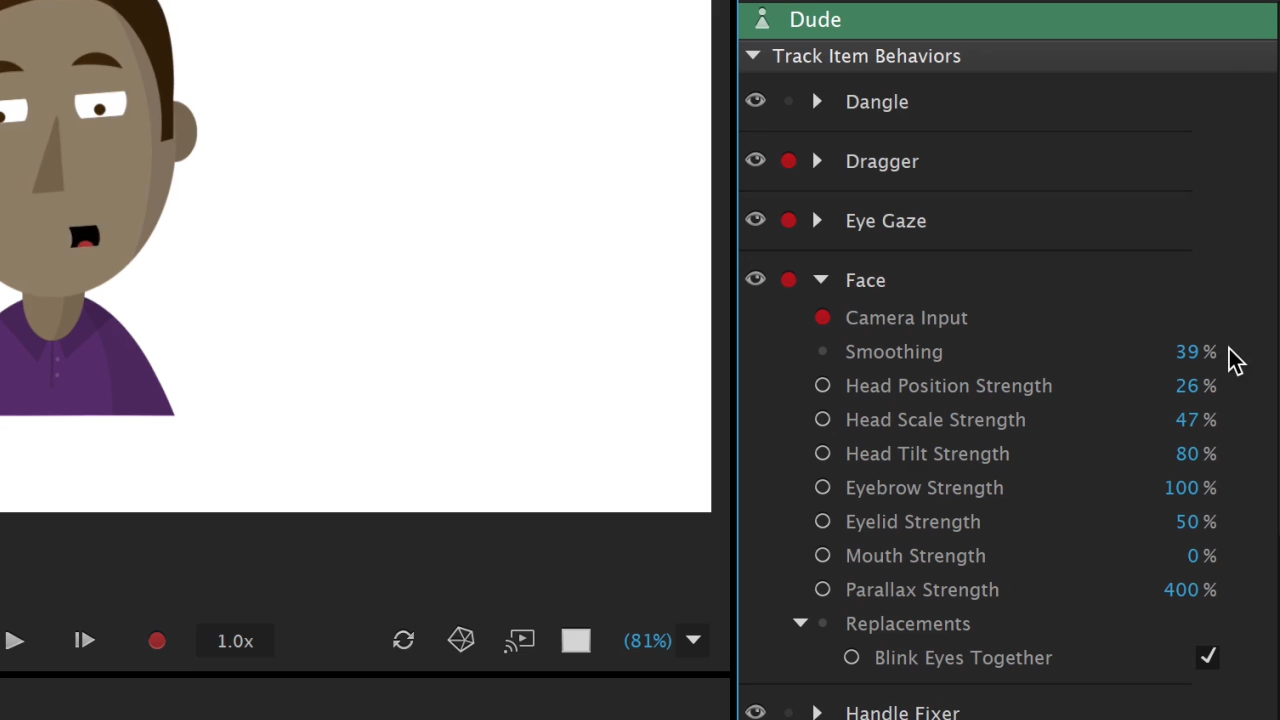 Dude
Track Item Behaviors
Dangle
Dragger
Eye Gaze
Face
Camera Input
Smoothing 39 %
Head Position Strength 26 %
Head Scale Strength 47 %
Head Tilt Strength 80 %
Eyebrow Strength 100 %
Eyelid Strength 50 %
Mouth Strength 0 %
Parallax Strength 400 %
Replacements
Blink Eyes Together
Handle Fixer
1.0x
(81%)